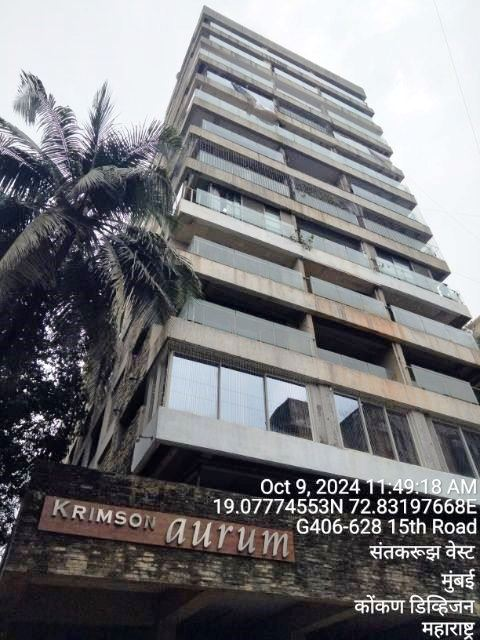 KRIMSON aurum
Oct 9, 2024 11:49:18 AM
19.07774553N 72.83197668E
G406-628 15th Road
संतकरूझ वेस्ट
मुंबई
कोंकण डिव्हिजन
महाराष्ट्र